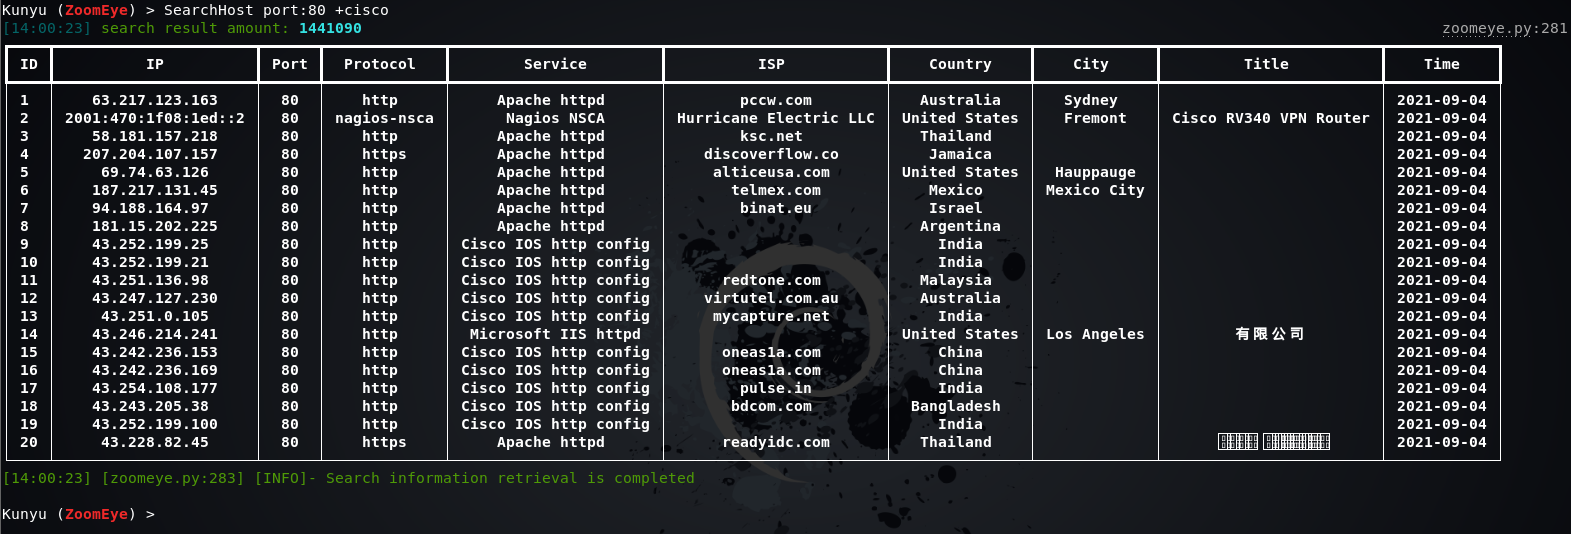 Kunyu (ZoomEye) > SearchHost port:80 +cisco
[14:00:23] search result amount: 1441090 zoomeye.py:281
ID IP Port Protocol Service ISP Country City Title Time
1 63.217.123.163 80 http Apache httpd pccw.com Australia Sydney 2021-09-04
2 2001:470:1f08:1ed::2 80 nagios-nsca Nagios NSCA Hurricane Electric LLC United States Fremont Cisco RV340 VPN Router 2021-09-04
3 58.181.157.218 80 http Apache httpd ksc.net Thailand 2021-09-04
4 207.204.107.157 80 https Apache httpd discoverflow.co Jamaica 2021-09-04
5 69.74.63.126 80 http Apache httpd alticeusa.com United States Hauppauge 2021-09-04
6 187.217.131.45 80 http Apache httpd telmex.com Mexico Mexico City 2021-09-04
7 94.188.164.97 80 http Apache httpd binat.eu Israel 2021-09-04
8 181.15.202.225 80 http Apache httpd Argentina 2021-09-04
9 43.252.199.25 80 http Cisco IOS http config India 2021-09-04
10 43.252.199.21 80 http Cisco IOS http config India 2021-09-04
11 43.251.136.98 80 http Cisco IOS http config redtone.com Malaysia 2021-09-04
12 43.247.127.230 80 http Cisco IOS http config virtutel.com.au Australia 2021-09-04
13 43.251.0.105 80 http Cisco IOS http config mycapture.net India 2021-09-04
14 43.246.214.241 80 http Microsoft IIS httpd United States Los Angeles 有限公司 2021-09-04
15 43.242.236.153 80 http Cisco IOS http config oneas1a.com China 2021-09-04
16 43.242.236.169 80 http Cisco IOS http config oneas1a.com China 2021-09-04
17 43.254.108.177 80 http Cisco IOS http config pulse.in India 2021-09-04
18 43.243.205.38 80 http Cisco IOS http config bdcom.com Bangladesh 2021-09-04
19 43.252.199.100 80 http Cisco IOS http config India 2021-09-04
20 43.228.82.45 80 https Apache httpd readyidc.com Thailand 2021-09-04
[14:00:23] [zoomeye.py:283] [INFO]- Search information retrieval is completed
Kunyu (ZoomEye) >